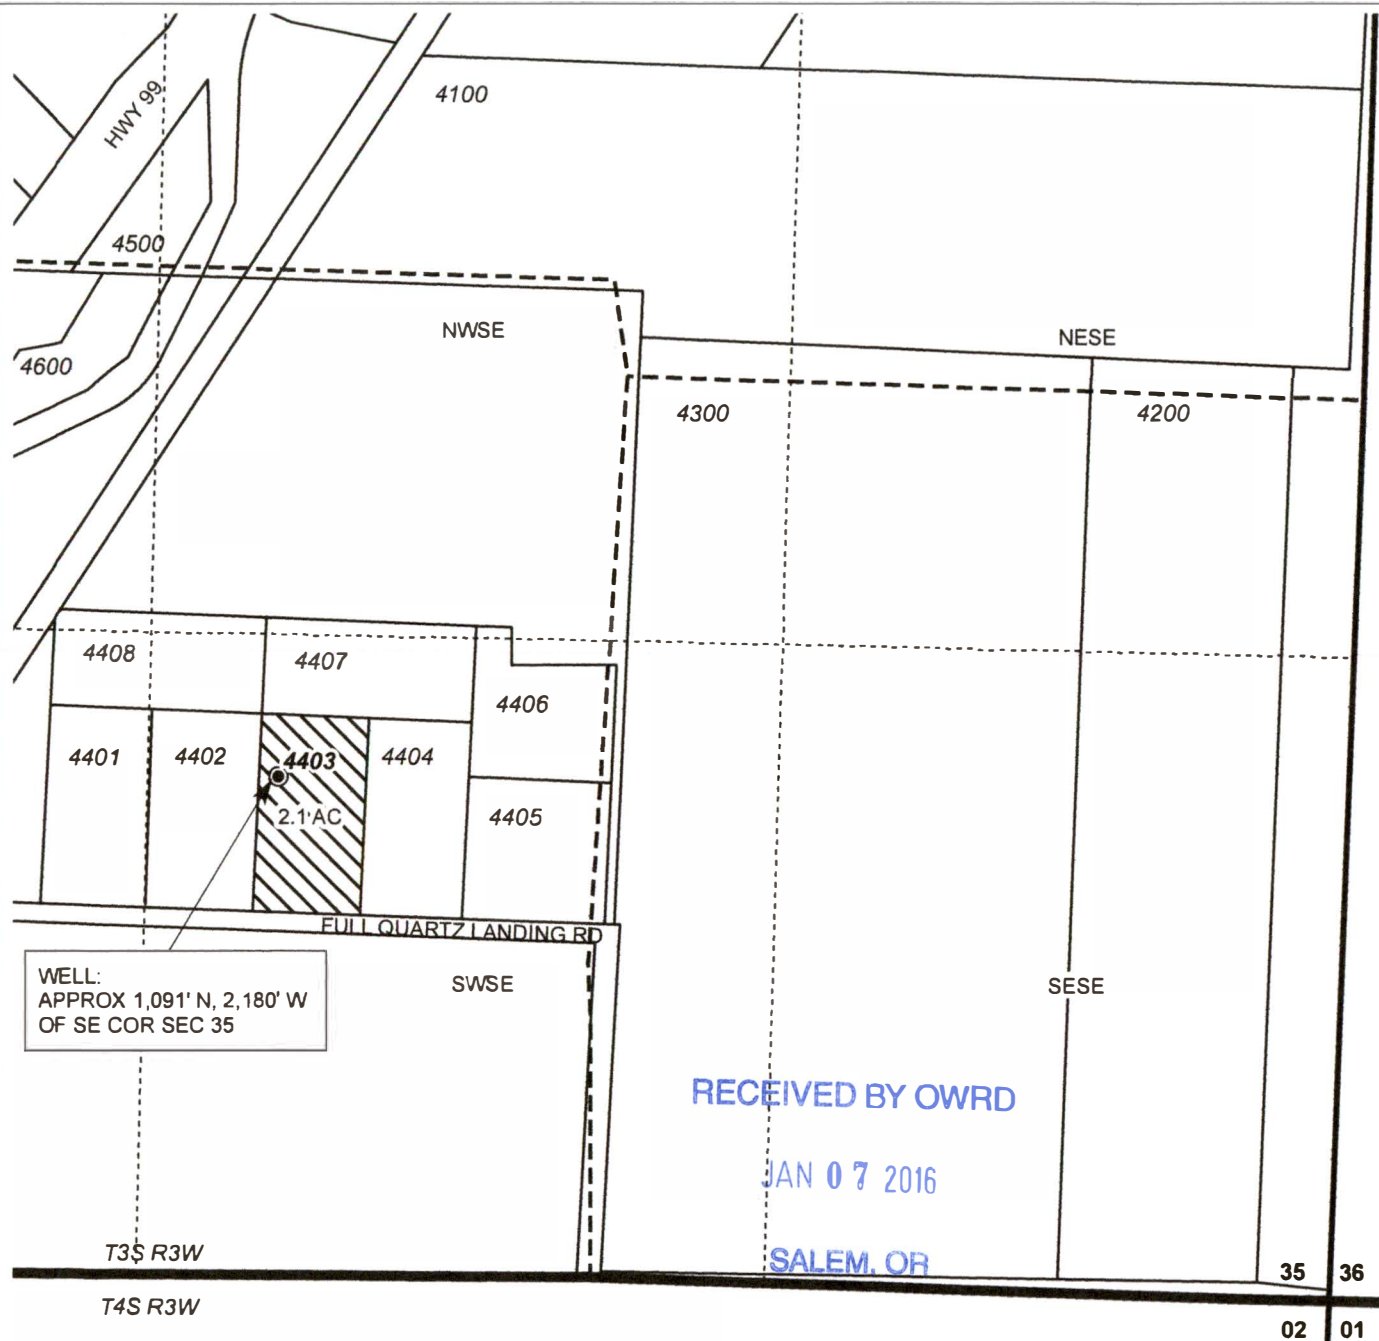 4100
HWY 99
4500
NWSE
NESE
4600
4300
4200
4408
4407
4406
4401
4402
4403
4404
2.1 AC
4405
FULL QUARTZ LANDING RD
WELL:
APPROX 1,091' N, 2,180' W
OF SE COR SEC 35
SWSE
SESE
RECEIVED BY OWRD
JAN 07 2016
SALEM, OR
T3S R3W
35
36
T4S R3W
02
01